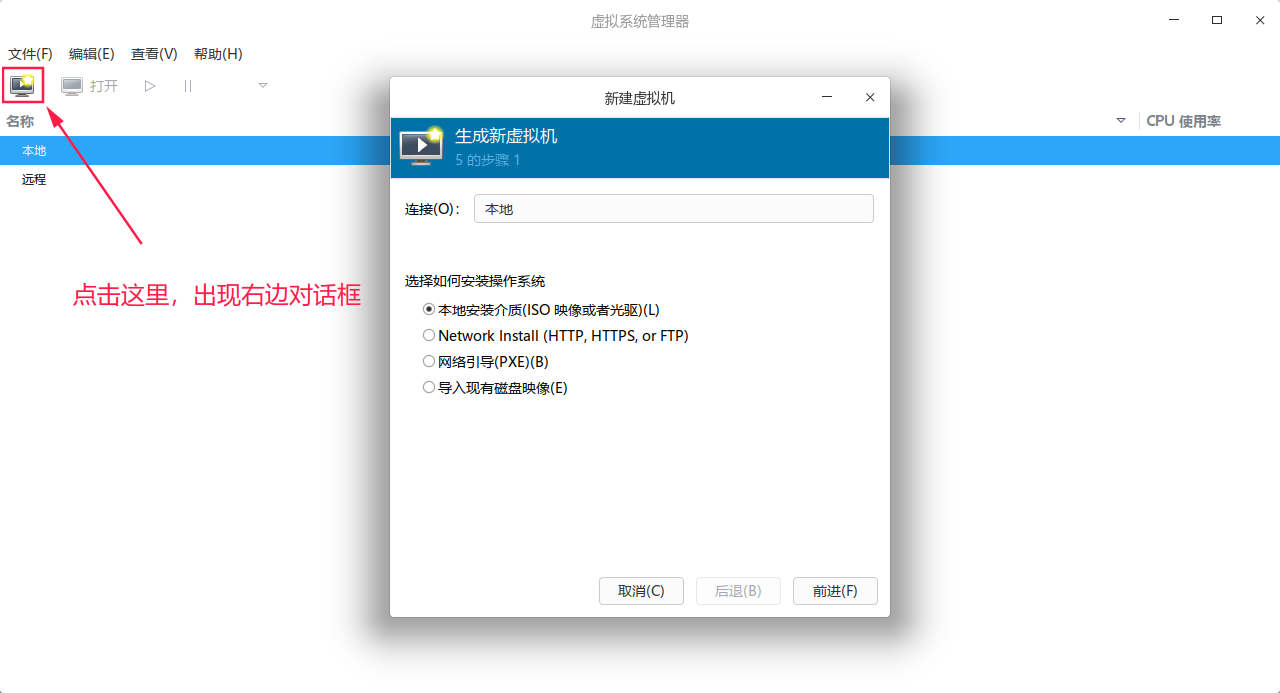 虚拟系统管理器
文件(F) 编辑(E) 查看(V) 帮助(H)
打开
名称 CPU 使用率
本地
远程
点击这里，出现右边对话框
新建虚拟机
生成新虚拟机
5 的步骤 1
连接(O)： 本地
选择如何安装操作系统
本地安装介质(ISO 映像或者光驱)(L)
Network Install (HTTP, HTTPS, or FTP)
网络引导(PXE)(B)
导入现有磁盘映像(E)
取消(C) 后退(B) 前进(F)